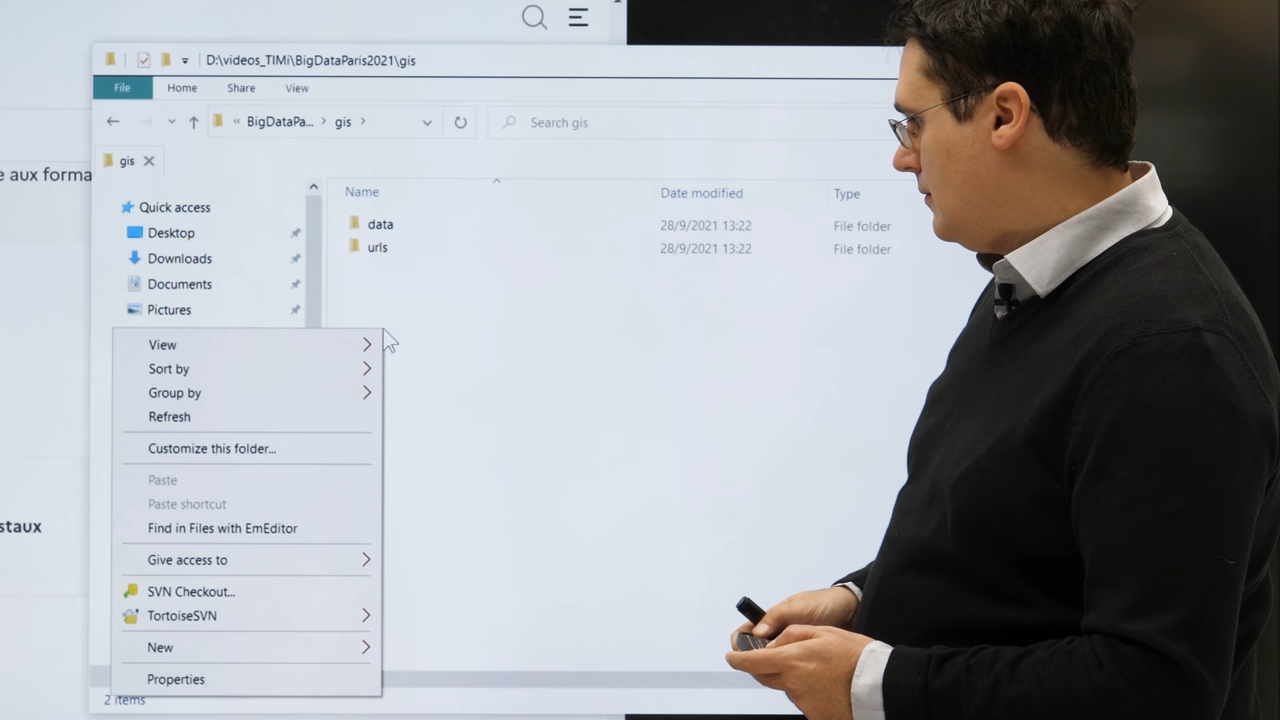 D:\videos_TIMi\BigDataParis2021\gis
File Home Share View
« BigDataPa... > gis >
Search gis
e aux forma
gis
Name Date modified Type
Quick access
Desktop
Downloads
Documents
Pictures
data 28/9/2021 13:22 File folder
urls 28/9/2021 13:22 File folder
View
Sort by
Group by
Refresh
Customize this folder...
Paste
Paste shortcut
staux
Find in Files with EmEditor
Give access to
SVN Checkout...
TortoiseSVN
New
Properties
2 items